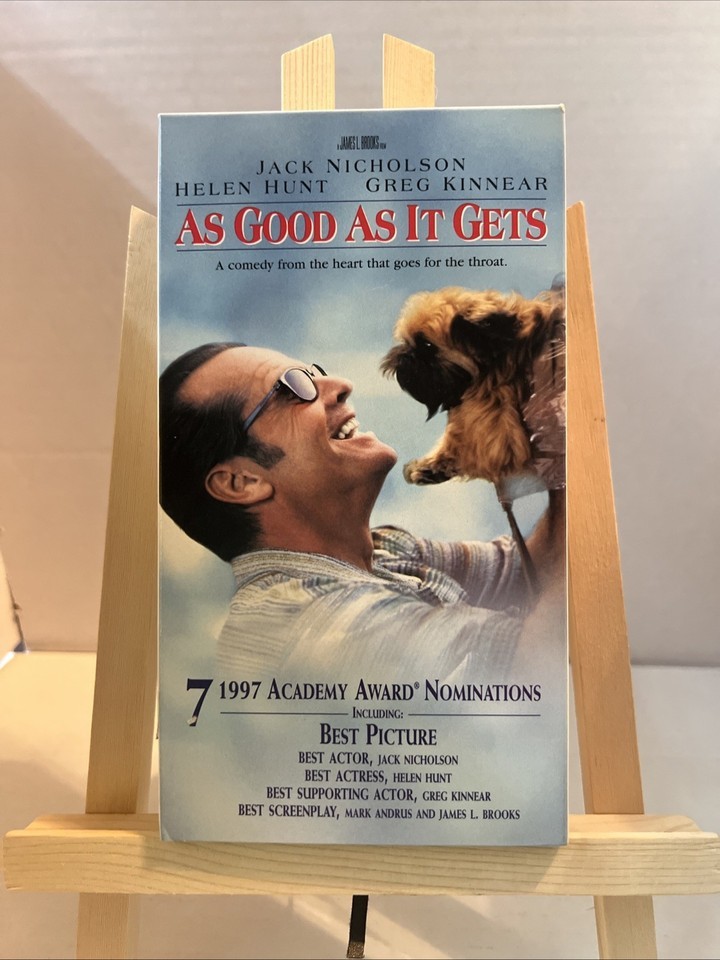 A JAMES L. BROOKS FILM
JACK NICHOLSON
HELEN HUNT GREG KINNEAR
AS GOOD AS IT GETS
A comedy from the heart that goes for the throat.
7 1997 ACADEMY AWARD® NOMINATIONS
INCLUDING:
BEST PICTURE
BEST ACTOR, JACK NICHOLSON
BEST ACTRESS, HELEN HUNT
BEST SUPPORTING ACTOR, GREG KINNEAR
BEST SCREENPLAY, MARK ANDRUS AND JAMES L. BROOKS